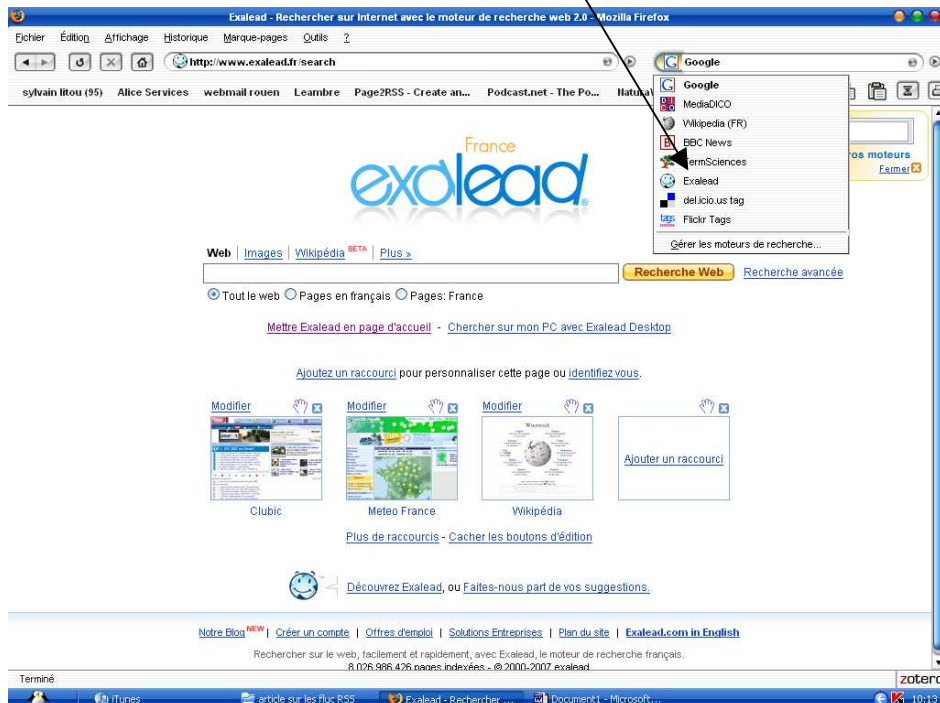 Exalead - Rechercher sur Internet avec le moteur de recherche web 2.0 - Mozilla Firefox
Fichier Édition Affichage Historique Marque-pages Outils ?
http://www.exalead.fr/search
Google
sylvain litou (95) Alice Services webmail rouen Leambre Page2RSS - Create an... Podcast.net - The Po...
Google
MediaDICO
Wikipedia (FR)
BBC News
TermSciences
Exalead
del.icio.us tag
Flickr Tags
Gérer les moteurs de recherche...
os moteurs
Fermer
France
exalead
Web | Images | Wikipédia BETA | Plus »
Recherche Web Recherche avancée
Tout le web Pages en français Pages: France
Mettre Exalead en page d'accueil - Chercher sur mon PC avec Exalead Desktop
Ajoutez un raccourci pour personnaliser cette page ou identifiez vous.
Modifier Modifier Modifier
Ajouter un raccourci
Clubic Meteo France Wikipédia
Plus de raccourcis - Cacher les boutons d'édition
Découvrez Exalead, ou Faites-nous part de vos suggestions.
Notre Blog NEW | Créer un compte | Offres d'emploi | Solutions Entreprises | Plan du site | Exalead.com in English
Rechercher sur le web, facilement et rapidement, avec Exalead, le moteur de recherche français.
8 026 986 426 pages indexées - © 2000-2007 exalead
Terminé
zotero
iTunes article sur les fluc RSS Exalead - Rechercher ... Document1 - Microsoft... 10:13